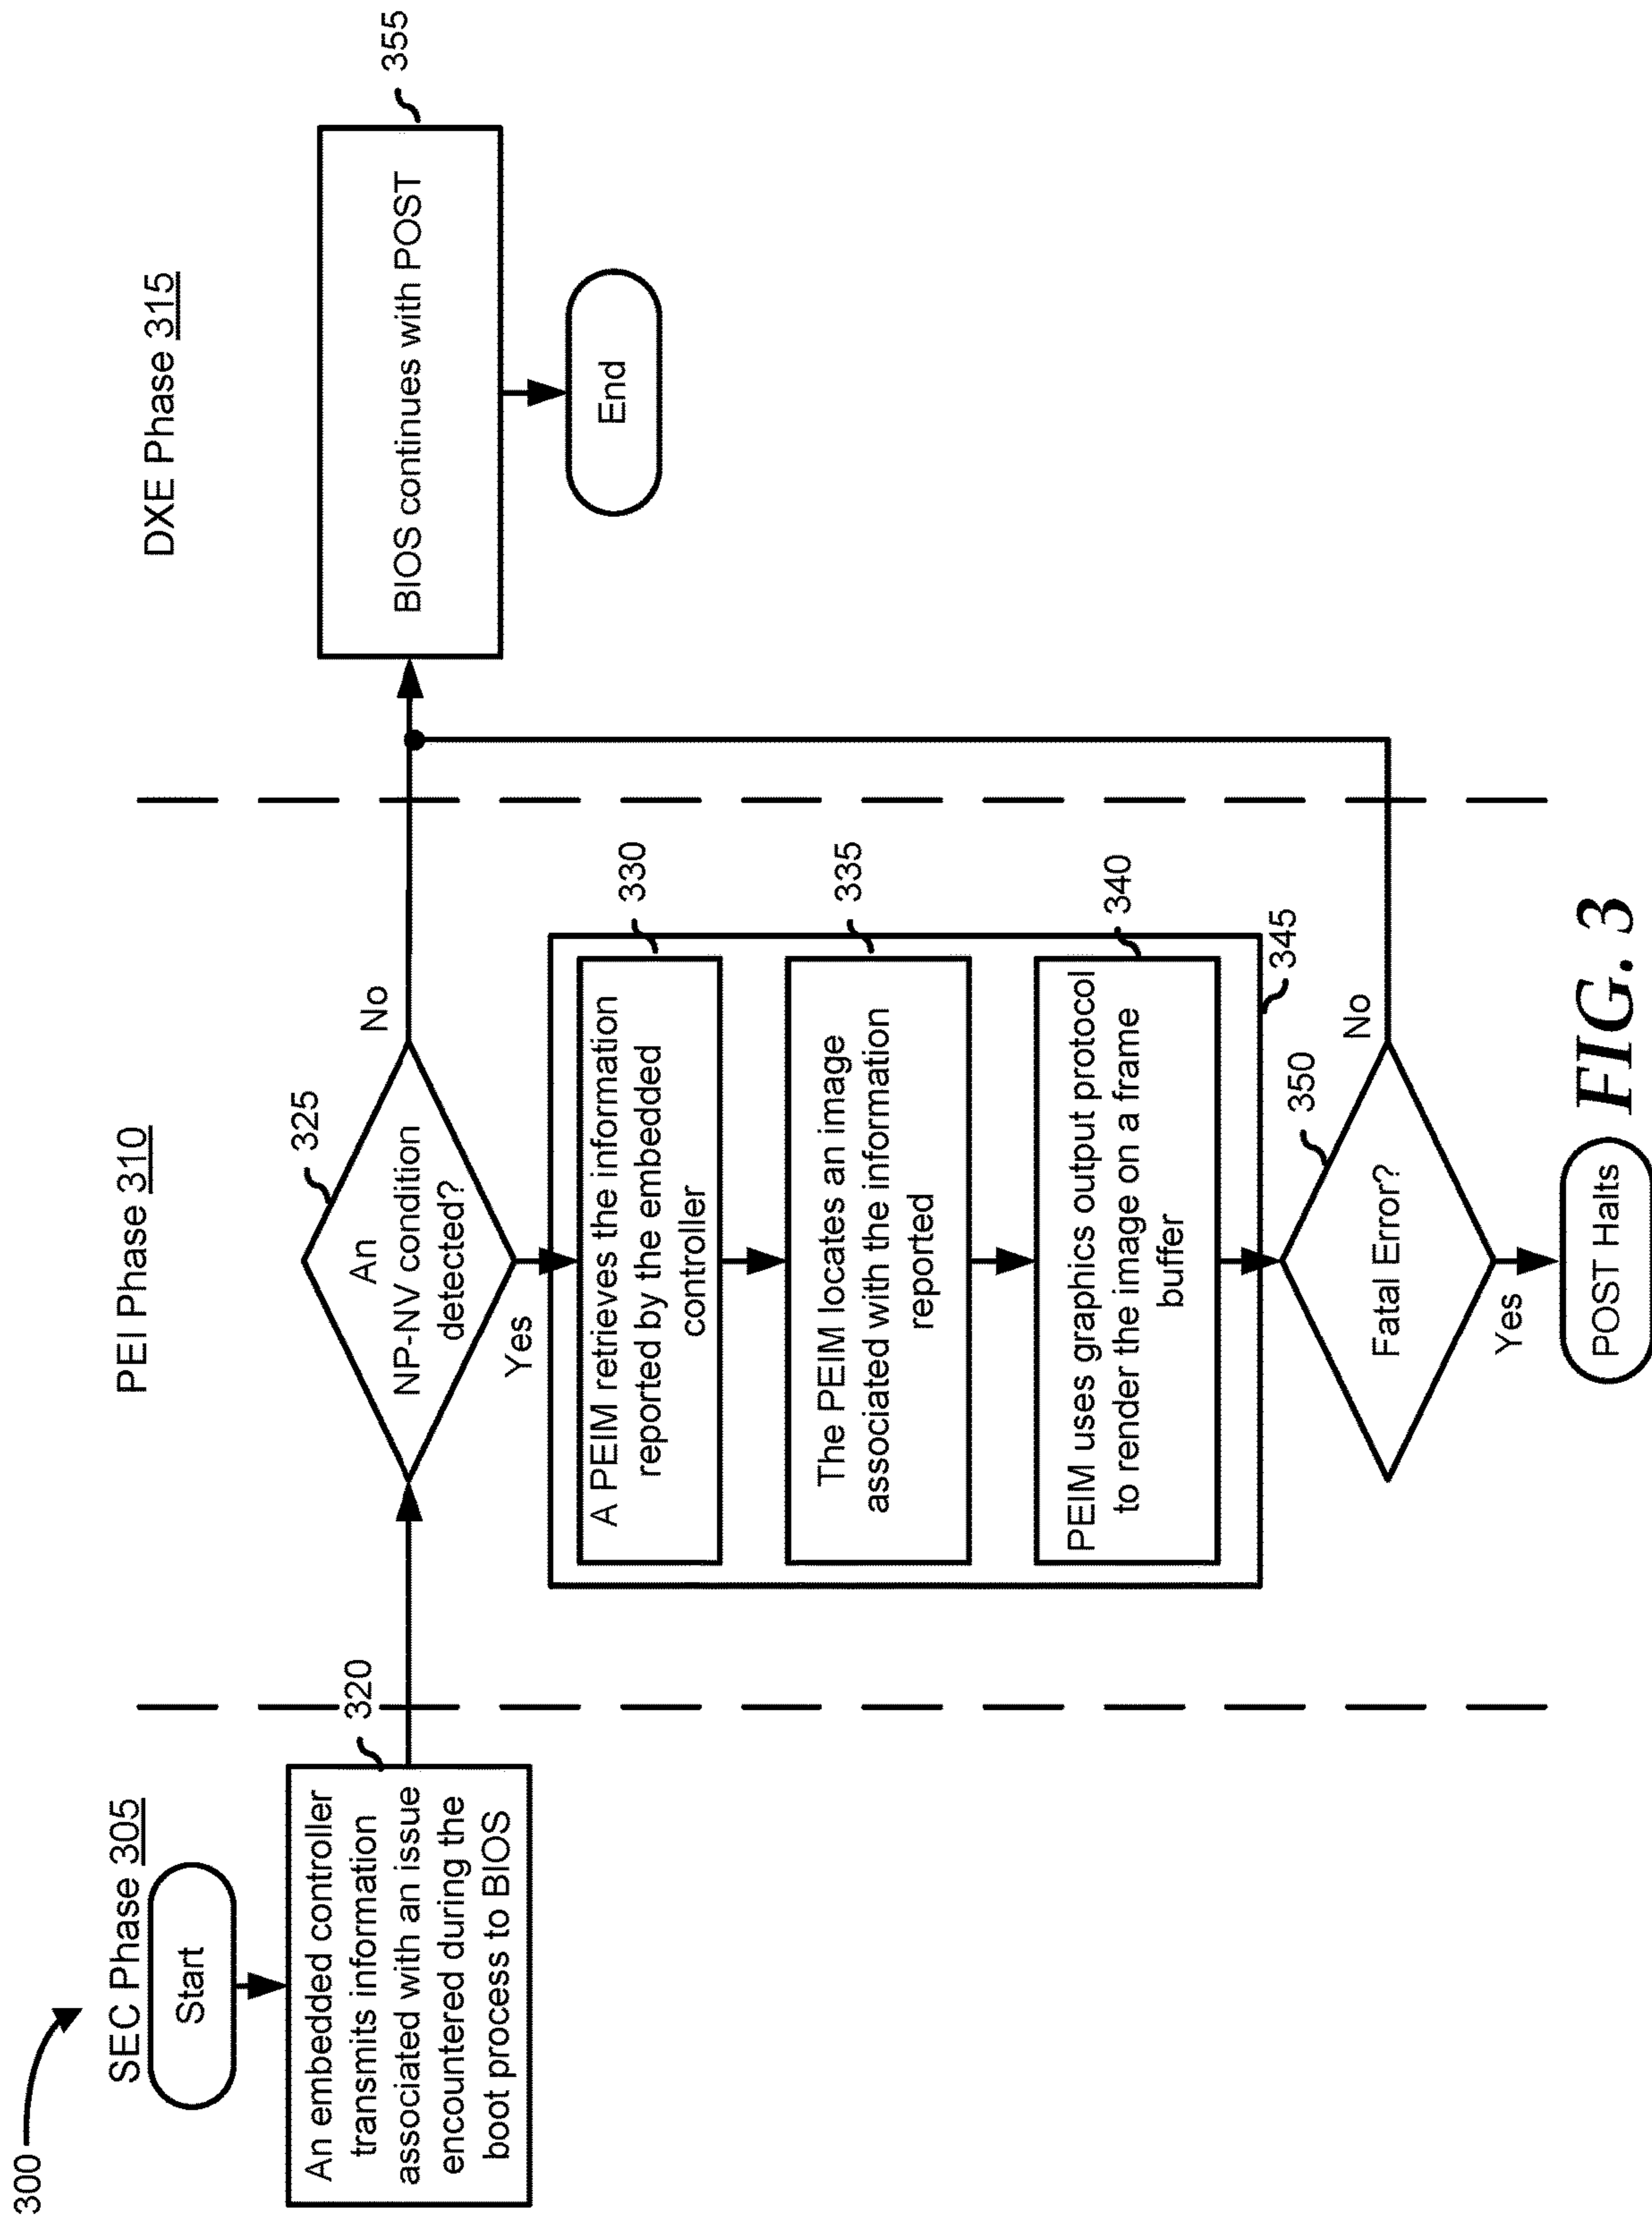 300
SEC Phase 305
Start
An embedded controller
transmits information
associated with an issue
encountered during the
boot process to BIOS
320
PEI Phase 310
An
NP-NV condition
detected?
325
No
Yes
A PEIM retrieves the information
reported by the embedded
controller
330
The PEIM locates an image
associated with the information
reported
335
PEIM uses graphics output protocol
to render the image on a frame
buffer
340
345
Fatal Error?
350
No
Yes
POST Halts
DXE Phase 315
BIOS continues with POST
355
End
FIG. 3